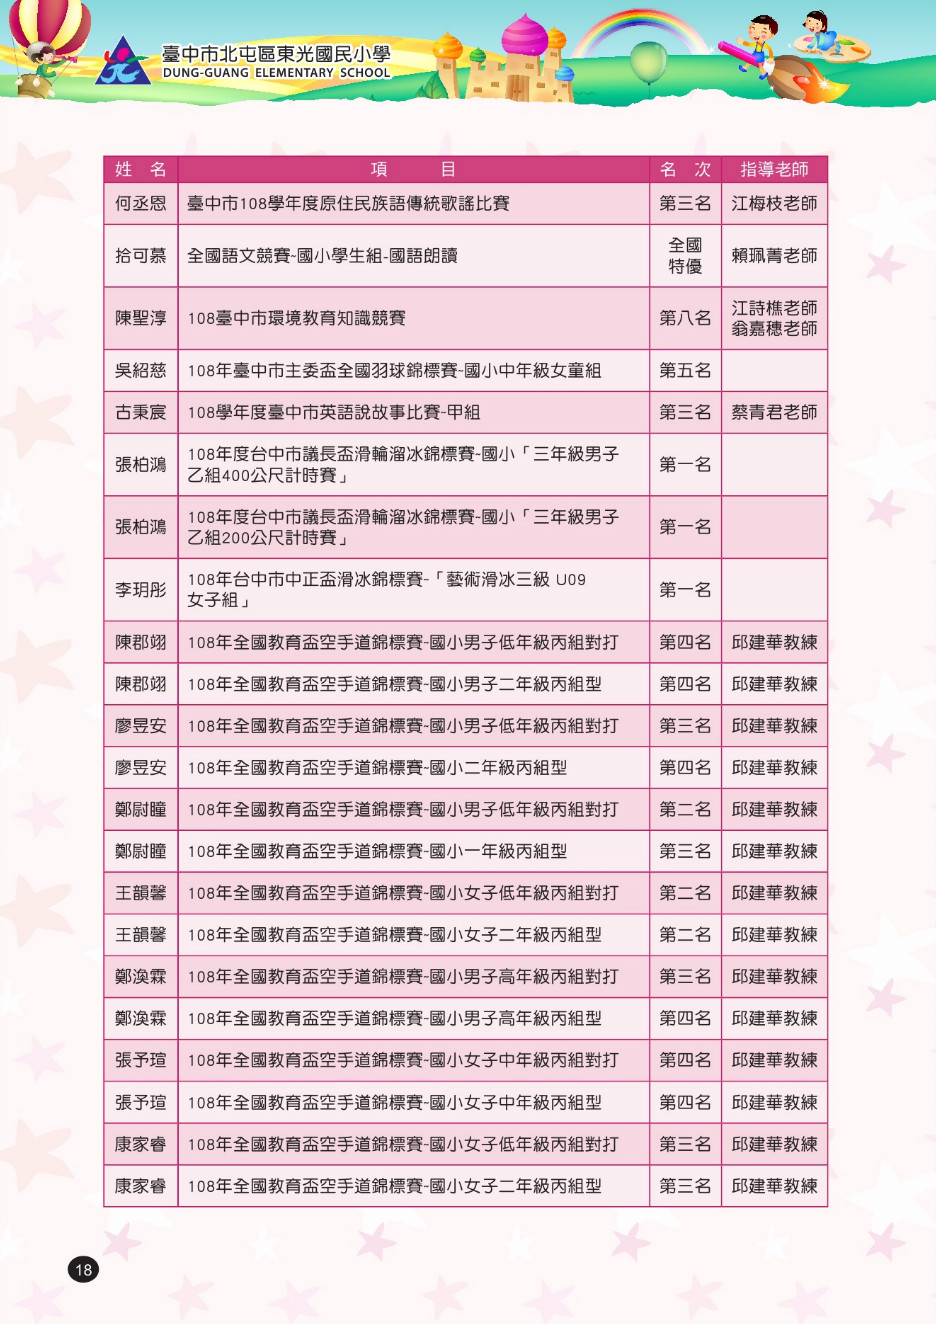 臺中市北屯區東光國民小學
DUNG-GUANG ELEMENTARY SCHOOL
姓 名 項 目 名 次 指導老師
何丞恩 臺中市108學年度原住民族語傳統歌謠比賽 第三名 江梅枝老師
拾可慕 全國語文競賽-國小學生組-國語朗讀 全國
特優 賴珮菁老師
陳聖淳 108臺中市環境教育知識競賽 第八名 江詩樵老師
翁嘉穗老師
吳紹慈 108年臺中市主委盃全國羽球錦標賽-國小中年級女童組 第五名
古秉宸 108學年度臺中市英語說故事比賽-甲組 第三名 蔡青君老師
張柏鴻 108年度台中市議長盃滑輪溜冰錦標賽-國小「三年級男子
乙組400公尺計時賽」 第一名
張柏鴻 108年度台中市議長盃滑輪溜冰錦標賽-國小「三年級男子
乙組200公尺計時賽」 第一名
李玥彤 108年台中市中正盃滑冰錦標賽-「藝術滑冰三級 U09
女子組」 第一名
陳郡翊 108年全國教育盃空手道錦標賽-國小男子低年級丙組對打 第四名 邱建華教練
陳郡翊 108年全國教育盃空手道錦標賽-國小男子二年級丙組型 第四名 邱建華教練
廖昱安 108年全國教育盃空手道錦標賽-國小男子低年級丙組對打 第三名 邱建華教練
廖昱安 108年全國教育盃空手道錦標賽-國小二年級丙組型 第四名 邱建華教練
鄭尉瞳 108年全國教育盃空手道錦標賽-國小男子低年級丙組對打 第二名 邱建華教練
鄭尉瞳 108年全國教育盃空手道錦標賽-國小一年級丙組型 第三名 邱建華教練
王韻馨 108年全國教育盃空手道錦標賽-國小女子低年級丙組對打 第二名 邱建華教練
王韻馨 108年全國教育盃空手道錦標賽-國小女子二年級丙組型 第二名 邱建華教練
鄭渙霖 108年全國教育盃空手道錦標賽-國小男子高年級丙組對打 第三名 邱建華教練
鄭渙霖 108年全國教育盃空手道錦標賽-國小男子高年級丙組型 第四名 邱建華教練
張予瑄 108年全國教育盃空手道錦標賽-國小女子中年級丙組對打 第四名 邱建華教練
張予瑄 108年全國教育盃空手道錦標賽-國小女子中年級丙組型 第四名 邱建華教練
康家睿 108年全國教育盃空手道錦標賽-國小女子低年級丙組對打 第三名 邱建華教練
康家睿 108年全國教育盃空手道錦標賽-國小女子二年級丙組型 第三名 邱建華教練
18